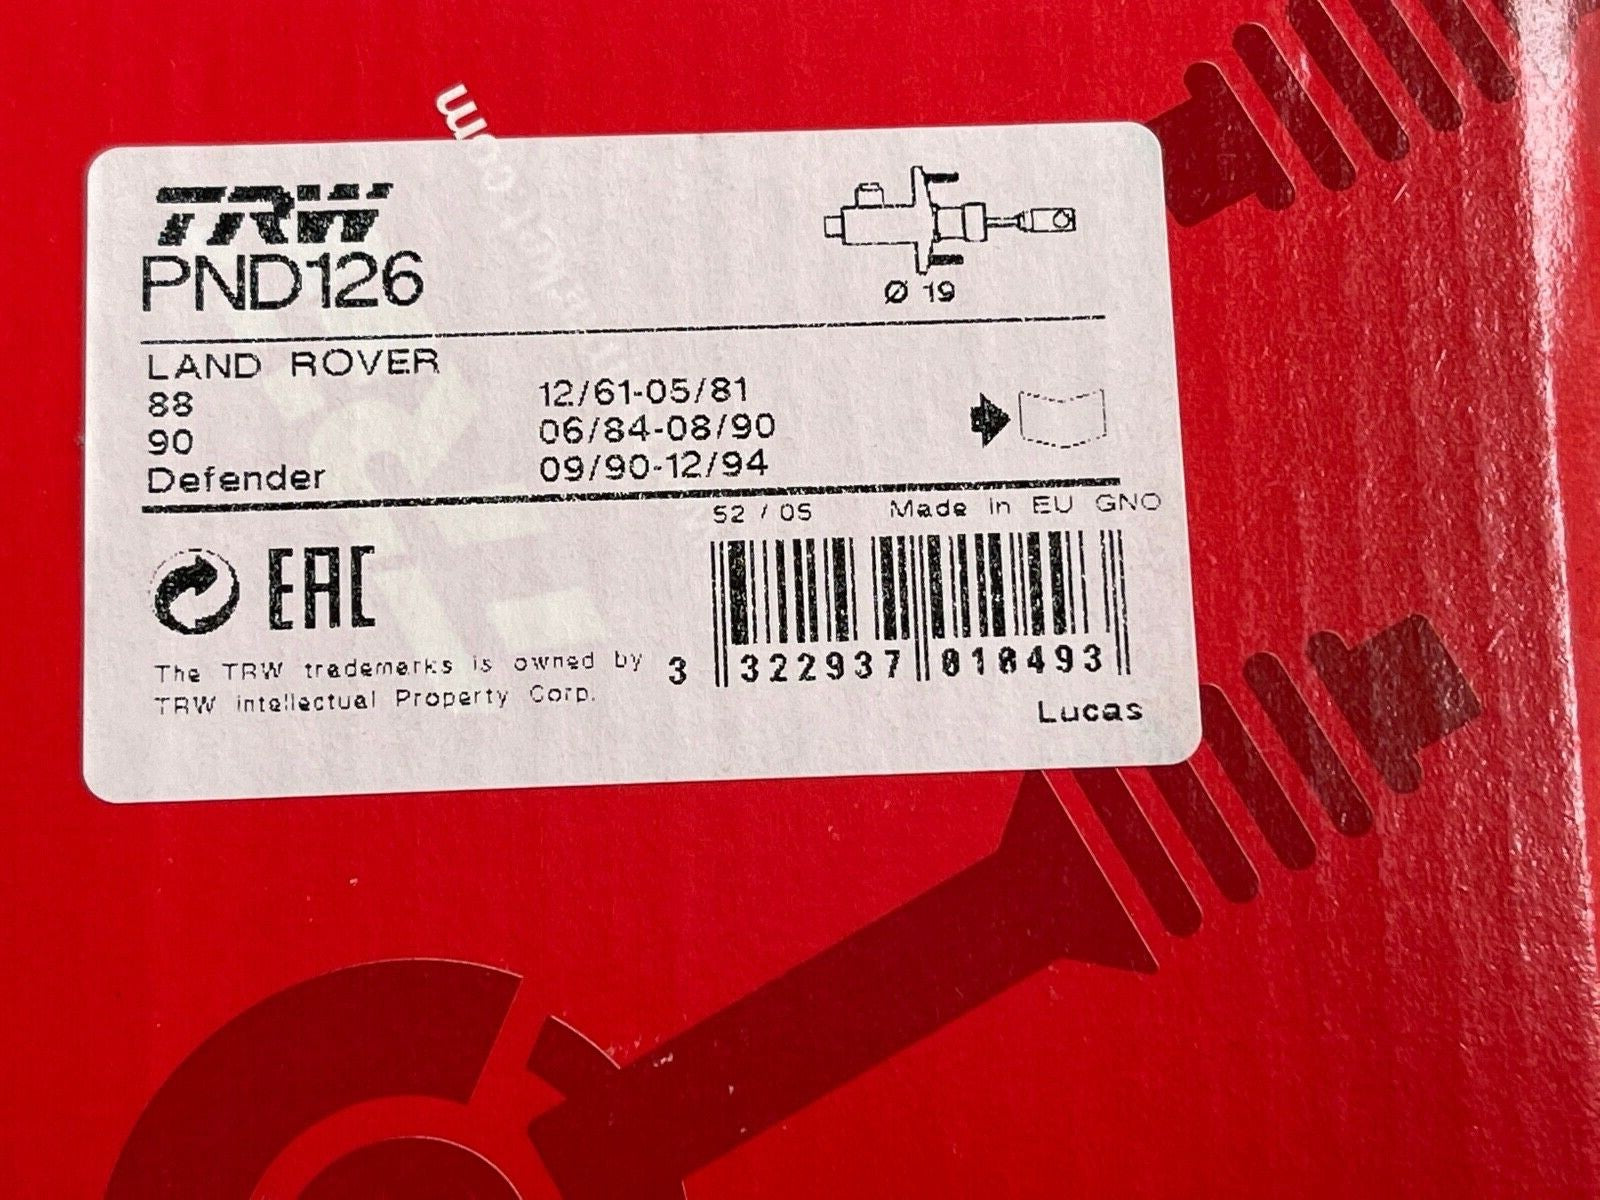 TRW
PND126
Ø 19
LAND ROVER
88 12/61-05/81
90 06/84-08/90
Defender 09/90-12/94
52 / 05 Made in EU GNO
EAC
The TRW trademarks is owned by
TRW Intellectual Property Corp.
3 322937 818493
Lucas